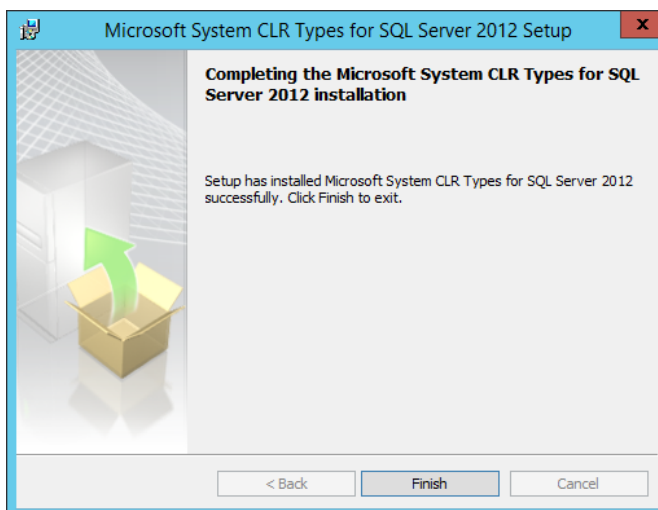 Microsoft System CLR Types for SQL Server 2012 Setup
x
Completing the Microsoft System CLR Types for SQL
Server 2012 installation
Setup has installed Microsoft System CLR Types for SQL Server 2012
successfully. Click Finish to exit.
< Back
Finish
Cancel